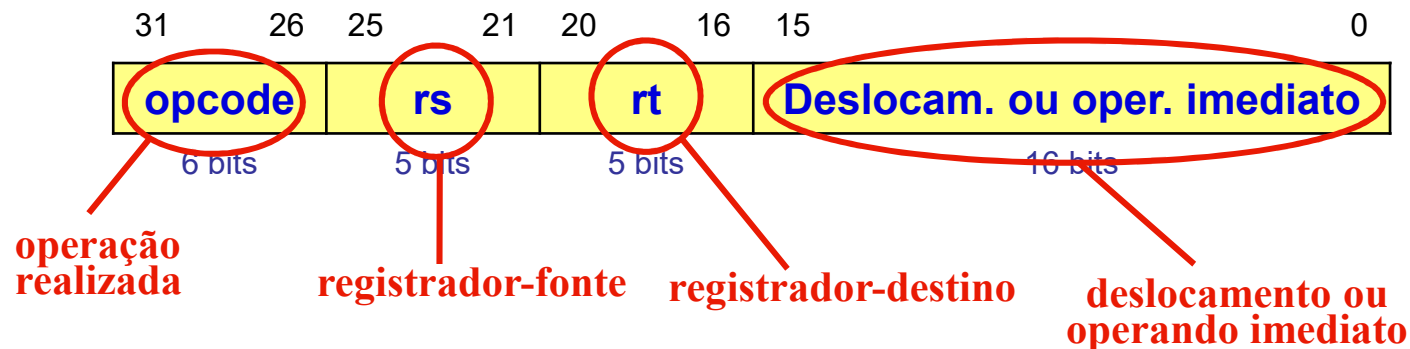 31 26 25 21 20 16 15 0
opcode rs rt Deslocam. ou oper. imediato
6 bits 5 bits 5 bits 16 bits
operação
realizada
registrador-fonte
registrador-destino
deslocamento ou
operando imediato